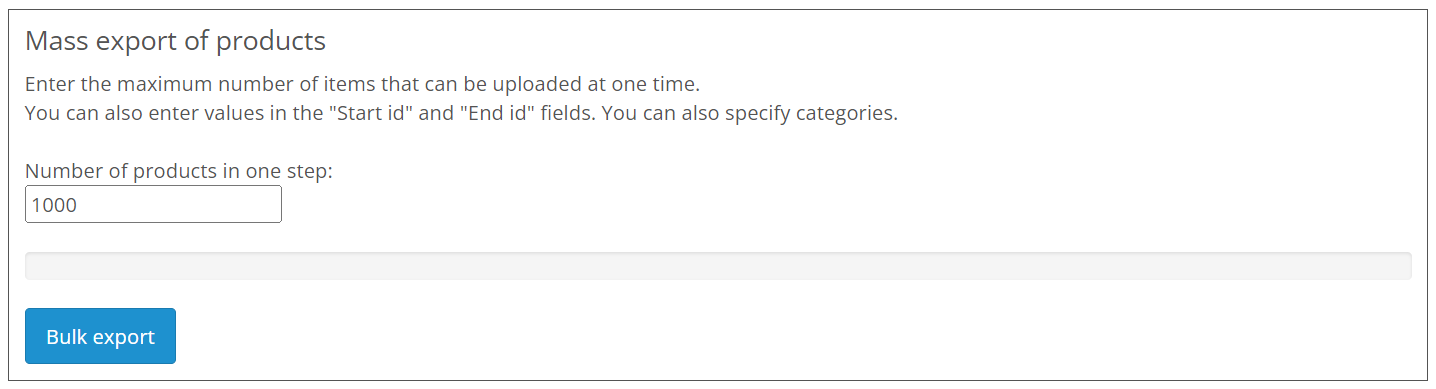 Mass export of products
Enter the maximum number of items that can be uploaded at one time.
You can also enter values in the "Start id" and "End id" fields. You can also specify categories.
Number of products in one step:
1000
Bulk export